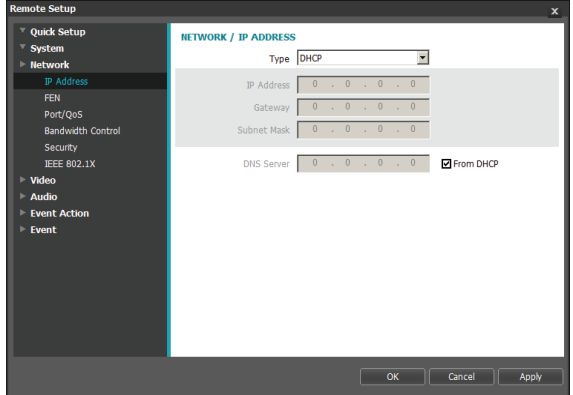 Remote Setup
x
Quick Setup
System
Network
IP Address
FEN
Port/QoS
Bandwidth Control
Security
IEEE 802.1X
Video
Audio
Event Action
Event
NETWORK / IP ADDRESS
Type DHCP
IP Address 0 . 0 . 0 . 0
Gateway 0 . 0 . 0 . 0
Subnet Mask 0 . 0 . 0 . 0
DNS Server 0 . 0 . 0 . 0 From DHCP
OK Cancel Apply